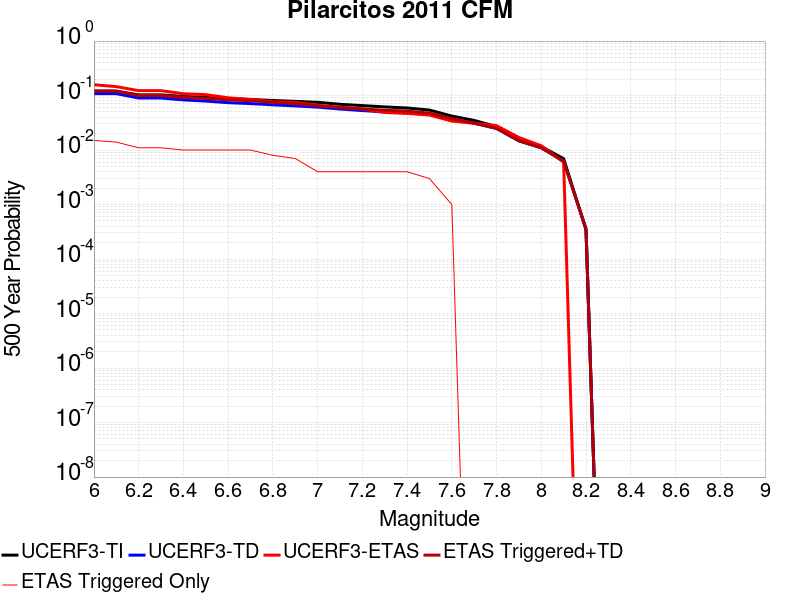 Pilarcitos 2011 CFM
10^0
10^-1
10^-2
10^-3
10^-4
10^-5
10^-6
10^-7
10^-8
500 Year Probability
6 6.2 6.4 6.6 6.8 7 7.2 7.4 7.6 7.8 8 8.2 8.4 8.6 8.8 9
Magnitude
UCERF3-TI UCERF3-TD UCERF3-ETAS ETAS Triggered+TD
ETAS Triggered Only